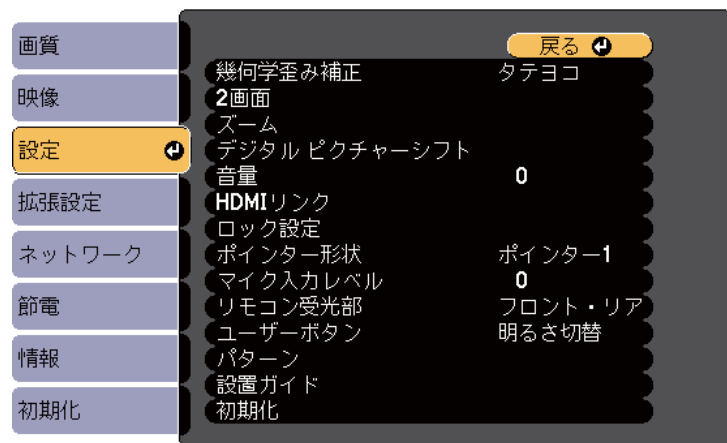 画質
映像
設定
拡張設定
ネットワーク
節電
情報
初期化
戻る
幾何学歪み補正 タテヨコ
2画面
ズーム
デジタル ピクチャーシフト
音量 0
HDMIリンク
ロック設定
ポインター形状 ポインター1
マイク入力レベル 0
リモコン受光部 フロント・リア
ユーザーボタン 明るさ切替
パターン
設置ガイド
初期化